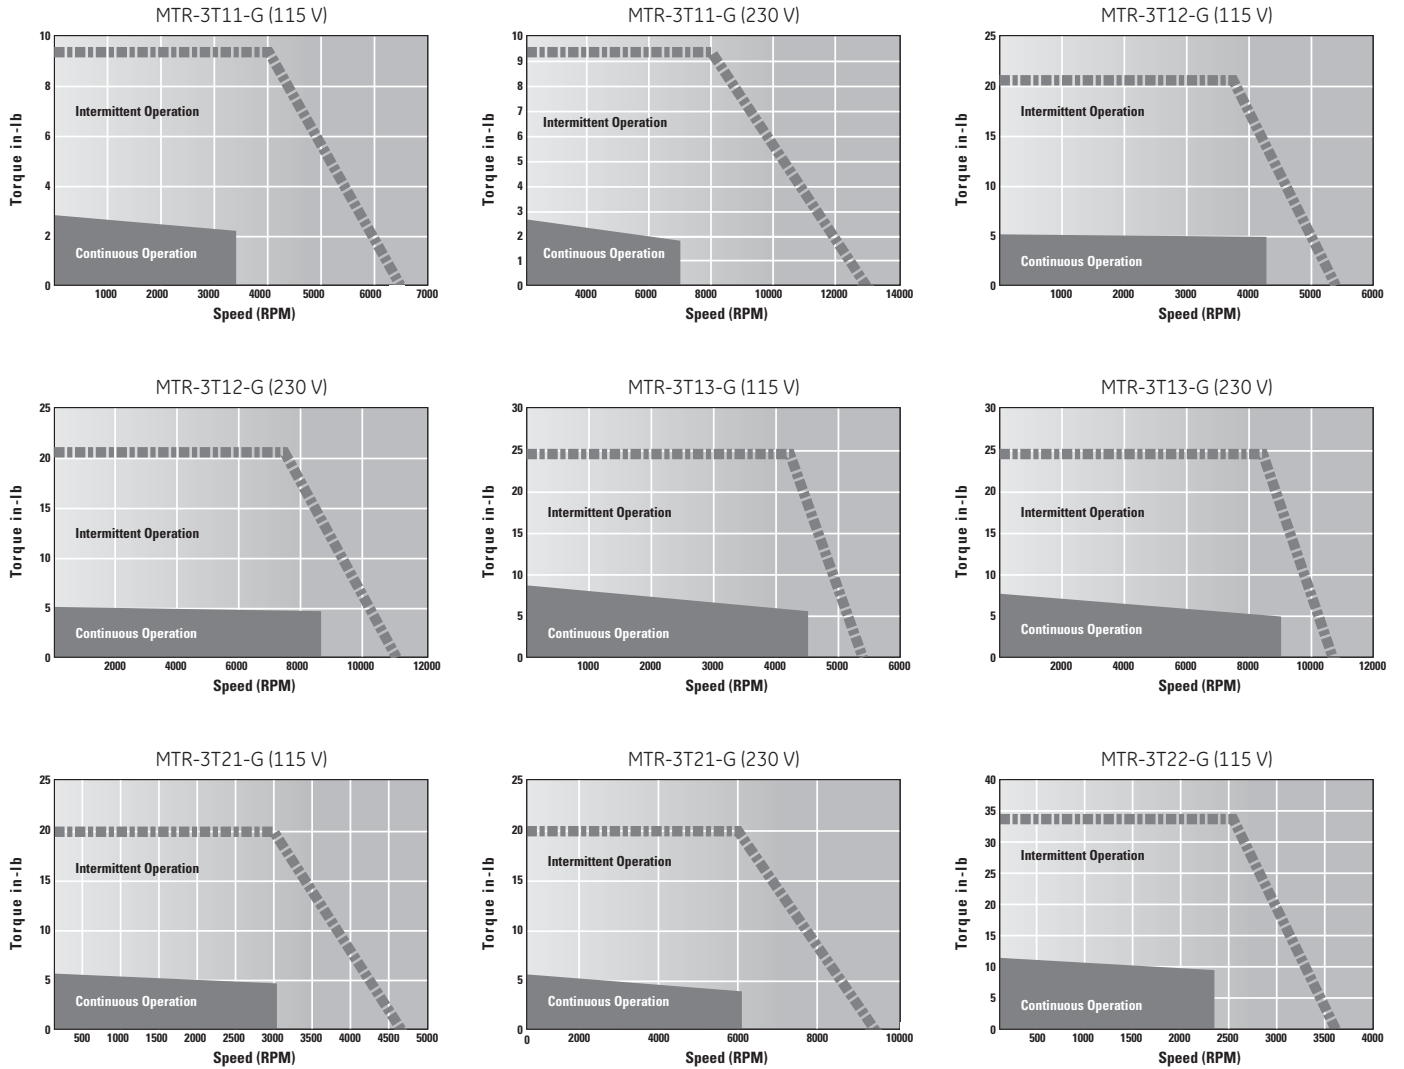 MTR-3T11-G (115 V)
10
8
6
4
2
0
Torque in-lb
Intermittent Operation
Continuous Operation
1000 2000 3000 4000 5000 6000 7000
Speed (RPM)
MTR-3T11-G (230 V)
10
9
8
7
6
5
4
3
2
1
0
Torque in-lb
Intermittent Operation
Continuous Operation
4000 6000 8000 10000 12000 14000
Speed (RPM)
MTR-3T12-G (115 V)
25
20
15
10
5
0
Torque in-lb
Intermittent Operation
Continuous Operation
1000 2000 3000 4000 5000 6000
Speed (RPM)
MTR-3T12-G (230 V)
25
20
15
10
5
0
Torque in-lb
Intermittent Operation
Continuous Operation
2000 4000 6000 8000 10000 12000
Speed (RPM)
MTR-3T13-G (115 V)
30
25
20
15
10
5
0
Torque in-lb
Intermittent Operation
Continuous Operation
1000 2000 3000 4000 5000 6000
Speed (RPM)
MTR-3T13-G (230 V)
30
25
20
15
10
5
0
Torque in-lb
Intermittent Operation
Continuous Operation
2000 4000 6000 8000 10000 12000
Speed (RPM)
MTR-3T21-G (115 V)
25
20
15
10
5
0
Torque in-lb
Intermittent Operation
Continuous Operation
500 1000 1500 2000 2500 3000 3500 4000 4500 5000
Speed (RPM)
MTR-3T21-G (230 V)
25
20
15
10
5
0
Torque in-lb
Intermittent Operation
Continuous Operation
0 2000 4000 6000 8000 10000
Speed (RPM)
MTR-3T22-G (115 V)
40
35
30
25
20
15
10
5
0
Torque in-lb
Intermittent Operation
Continuous Operation
500 1000 1500 2000 2500 3000 3500 4000
Speed (RPM)